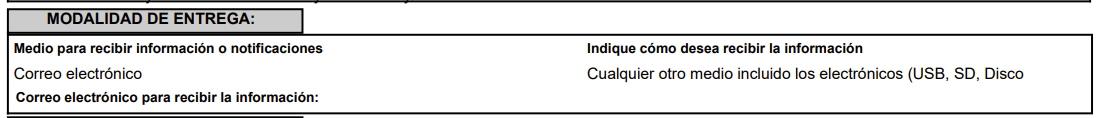 MODALIDAD DE ENTREGA:
Medio para recibir información o notificaciones
Indique cómo desea recibir la información
Correo electrónico
Cualquier otro medio incluido los electrónicos (USB, SD, Disco
Correo electrónico para recibir la información: